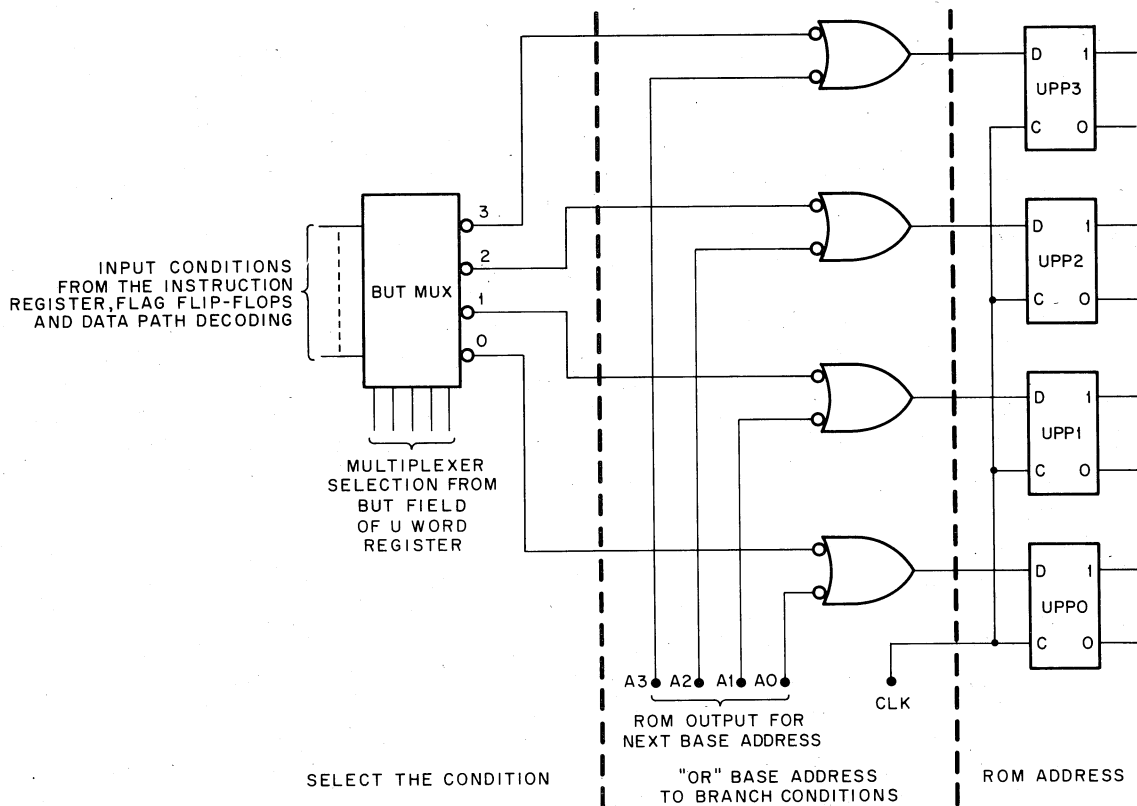 D 1
UPP3
C 0
3
2
1
0
BUT MUX
INPUT CONDITIONS
FROM THE INSTRUCTION
REGISTER, FLAG FLIP-FLOPS
AND DATA PATH DECODING
D 1
UPP2
C 0
MULTIPLEXER
SELECTION FROM
BUT FIELD
OF U WORD
REGISTER
D 1
UPP1
C 0
D 1
UPP0
C 0
A3 A2 A1 A0
CLK
ROM OUTPUT FOR
NEXT BASE ADDRESS
SELECT THE CONDITION
"OR" BASE ADDRESS
TO BRANCH CONDITIONS
ROM ADDRESS